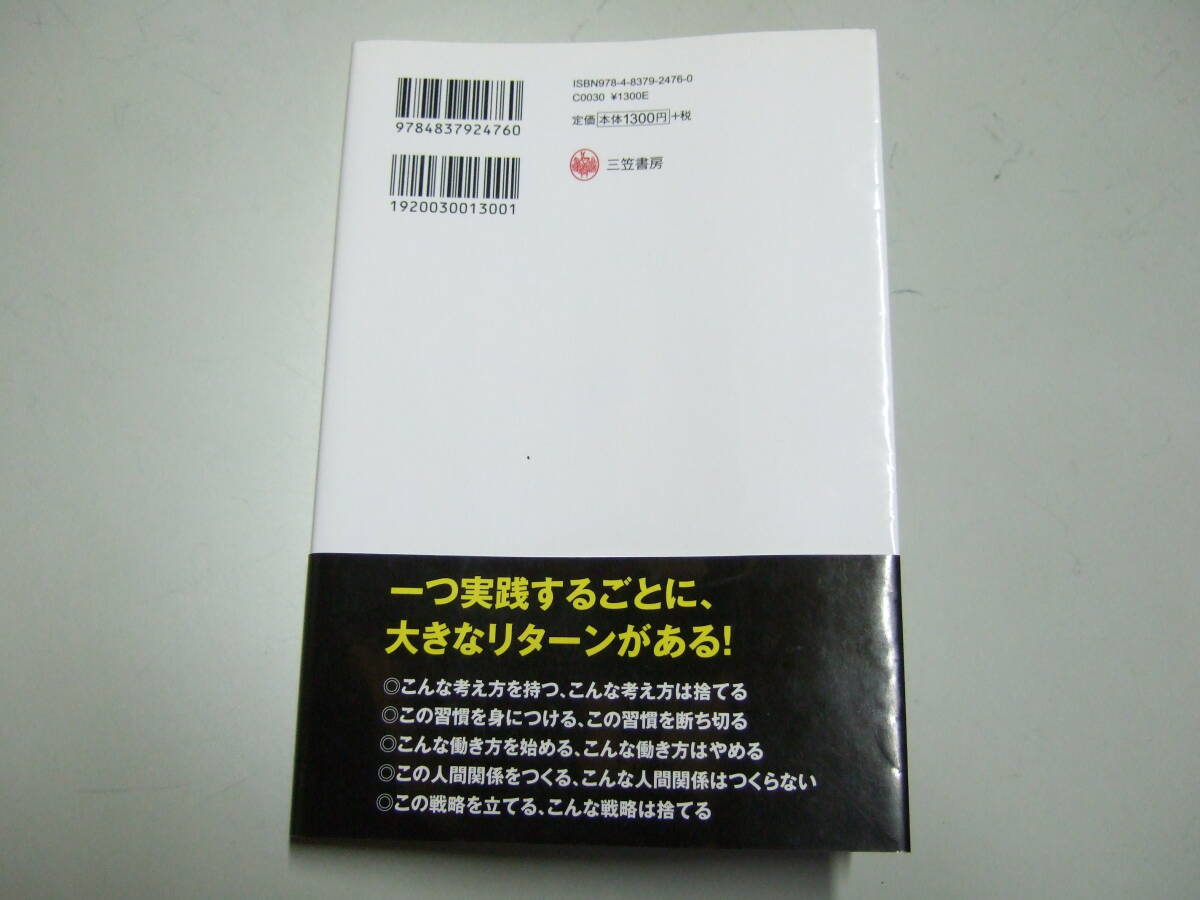 9784837924760
1920030013001
ISBN978-4-8379-2476-0
C0030 ¥1300E
定価 本体1300円 +税
三笠書房
一つ実践するごとに、
大きなリターンがある!
◎こんな考え方を持つ、こんな考え方は捨てる
◎この習慣を身につける、この習慣を断ち切る
◎こんな働き方を始める、こんな働き方はやめる
◎この人間関係をつくる、こんな人間関係はつくらない
◎この戦略を立てる、こんな戦略は捨てる